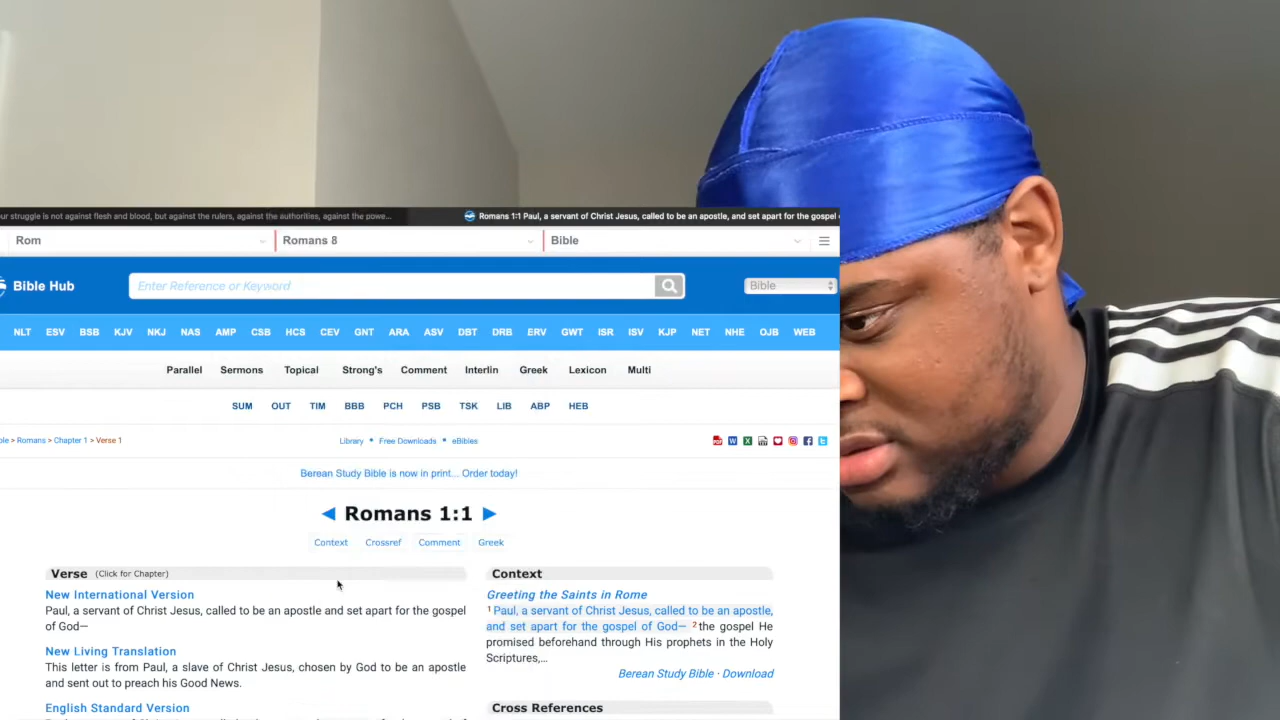 ur struggle is not against flesh and blood, but against the rulers, against the authorities, against the powe...
Romans 1:1 Paul, a servant of Christ Jesus, called to be an apostle, and set apart for the gospel
Rom
Romans 8
Bible
Bible Hub
Enter Reference or Keyword
Bible
NLT ESV BSB KJV NKJ NAS AMP CSB HCS CEV GNT ARA ASV DBT DRB ERV GWT ISR ISV KJP NET NHE OJB WEB
Parallel Sermons Topical Strong's Comment Interlin Greek Lexicon Multi
SUM OUT TIM BBB PCH PSB TSK LIB ABP HEB
ble > Romans > Chapter 1 > Verse 1
Library • Free Downloads • eBibles
Berean Study Bible is now in print... Order today!
◄ Romans 1:1 ►
Context Crossref Comment Greek
Verse (Click for Chapter)
New International Version
Paul, a servant of Christ Jesus, called to be an apostle and set apart for the gospel
of God—
New Living Translation
This letter is from Paul, a slave of Christ Jesus, chosen by God to be an apostle
and sent out to preach his Good News.
English Standard Version
Context
Greeting the Saints in Rome
1 Paul, a servant of Christ Jesus, called to be an apostle,
and set apart for the gospel of God— 2 the gospel He
promised beforehand through His prophets in the Holy
Scriptures,...
Berean Study Bible · Download
Cross References